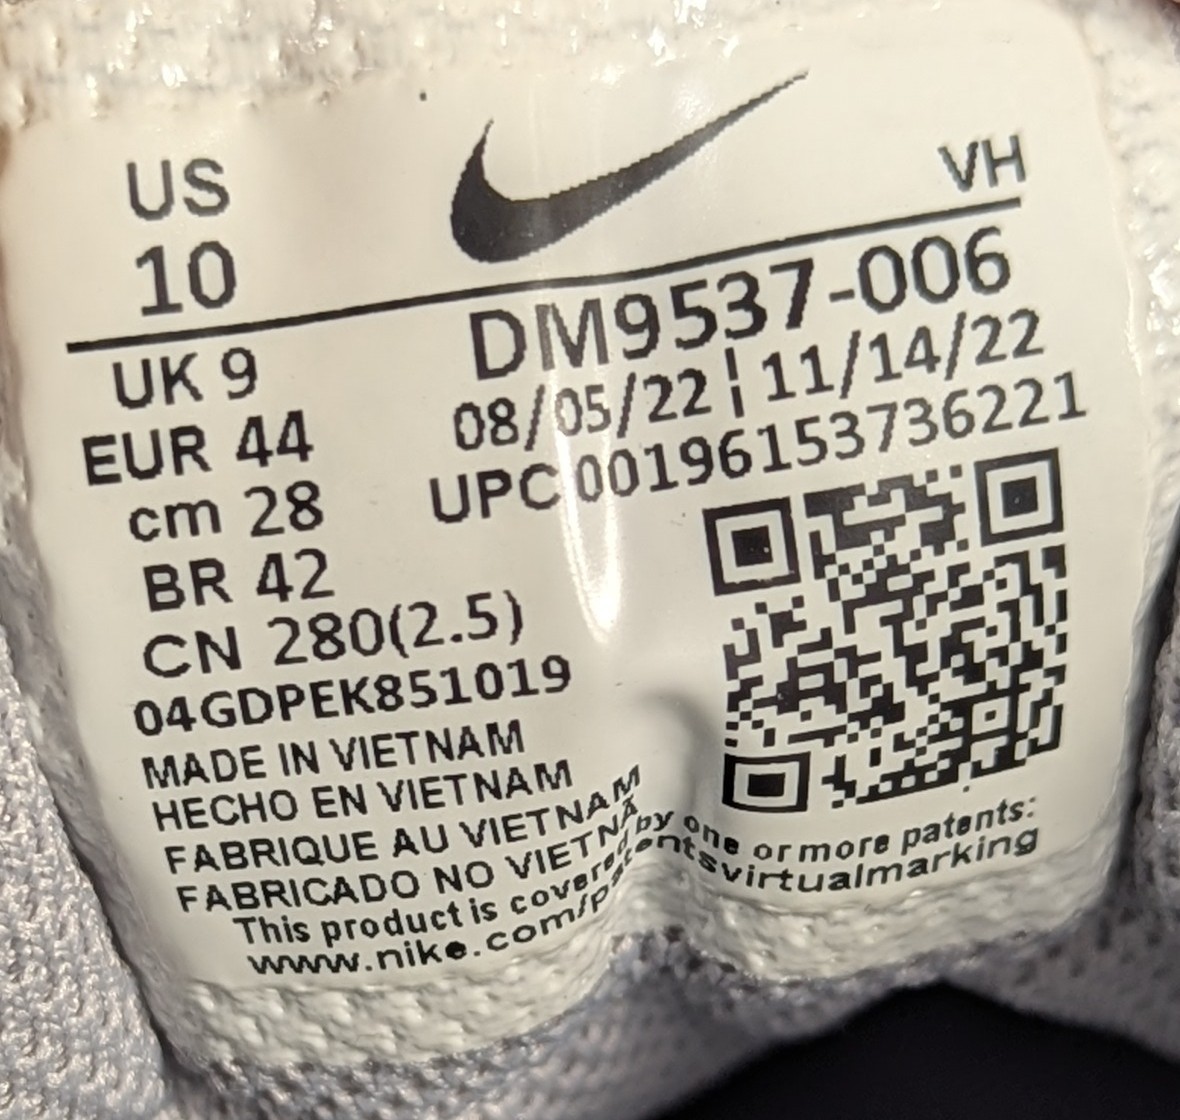 US
10
VH
UK 9
EUR 44
cm 28
BR 42
CN 280(2.5)
04GDPEK851019
DM9537-006
08/05/22 ¦ 11/14/22
UPC 00196153736221
MADE IN VIETNAM
HECHO EN VIETNAM
FABRIQUE AU VIETNAM
FABRICADO NO VIETNÃ
This product is covered by one or more patents:
www.nike.com/patentsvirtualmarking